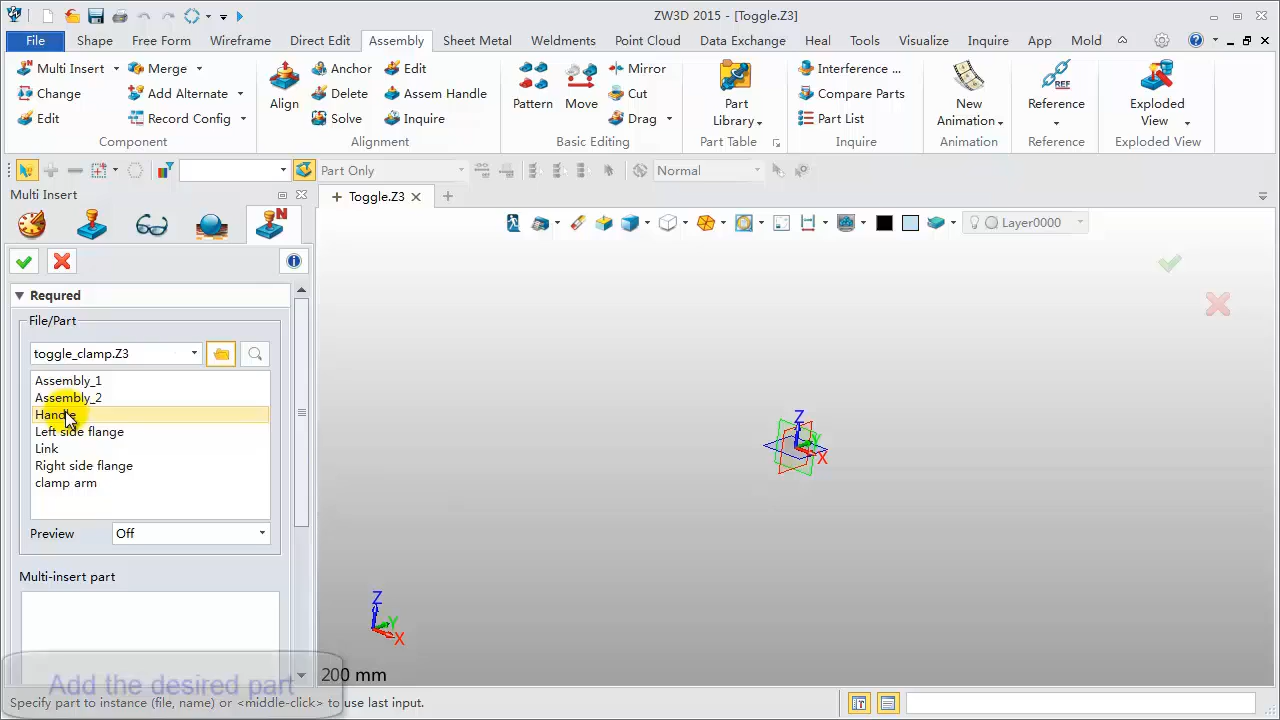 ZW3D 2015 - [Toggle.Z3]
File Shape Free Form Wireframe Direct Edit Assembly Sheet Metal Weldments Point Cloud Data Exchange Heal Tools Visualize Inquire App Mold
Multi Insert Merge Anchor Edit Mirror Interference ... 
Change Add Alternate Delete Assem Handle Cut Compare Parts
Edit Record Config Solve Inquire Drag Part List
Align Pattern Move Part Library New Animation Reference Exploded View
REF
Component Alignment Basic Editing Part Table Inquire Animation Reference Exploded View
Part Only Normal
Multi Insert
Toggle.Z3
N
Layer0000
Requred
File/Part
toggle_clamp.Z3
Assembly_1
Assembly_2
Handle
Left side flange
Link
Right side flange
clamp arm
Preview Off
Multi-insert part
Z
Y
X
Z
Y
X
200 mm
Add the desired part
Specify part to instance (file, name) or <middle-click> to use last input.